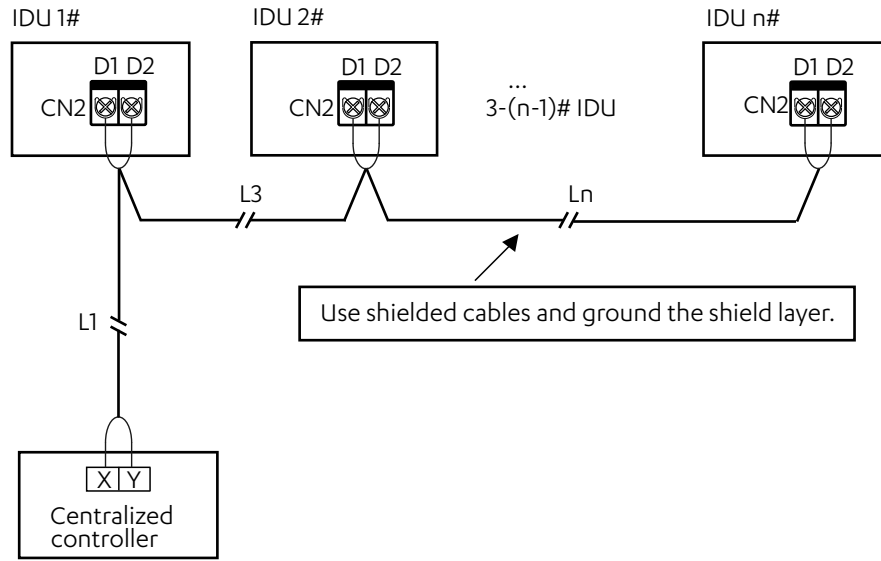 IDU 1#
IDU 2#
IDU n#
D1 D2
D1 D2
D1 D2
CN2
CN2
...
3-(n-1)# IDU
CN2
L3
Ln
Use shielded cables and ground the shield layer.
L1
X Y
Centralized
controller